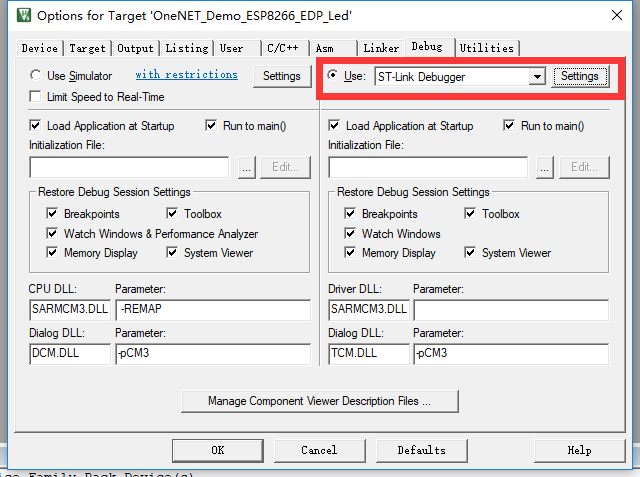 Options for Target 'OneNET_Demo_ESP8266_EDP_Led'
Device Target Output Listing User C/C++ Asm Linker Debug Utilities
Use Simulator with restrictions Settings
Limit Speed to Real-Time
Use: ST-Link Debugger Settings
Load Application at Startup Run to main()
Initialization File:
... Edit...
Restore Debug Session Settings
Breakpoints Toolbox
Watch Windows & Performance Analyzer
Memory Display System Viewer
CPU DLL: Parameter:
SARMCM3.DLL -REMAP
Dialog DLL: Parameter:
DCM.DLL -pCM3
Load Application at Startup Run to main()
Initialization File:
... Edit...
Restore Debug Session Settings
Breakpoints Toolbox
Watch Windows
Memory Display System Viewer
Driver DLL: Parameter:
SARMCM3.DLL
Dialog DLL: Parameter:
TCM.DLL -pCM3
Manage Component Viewer Description Files ...
OK Cancel Defaults Help